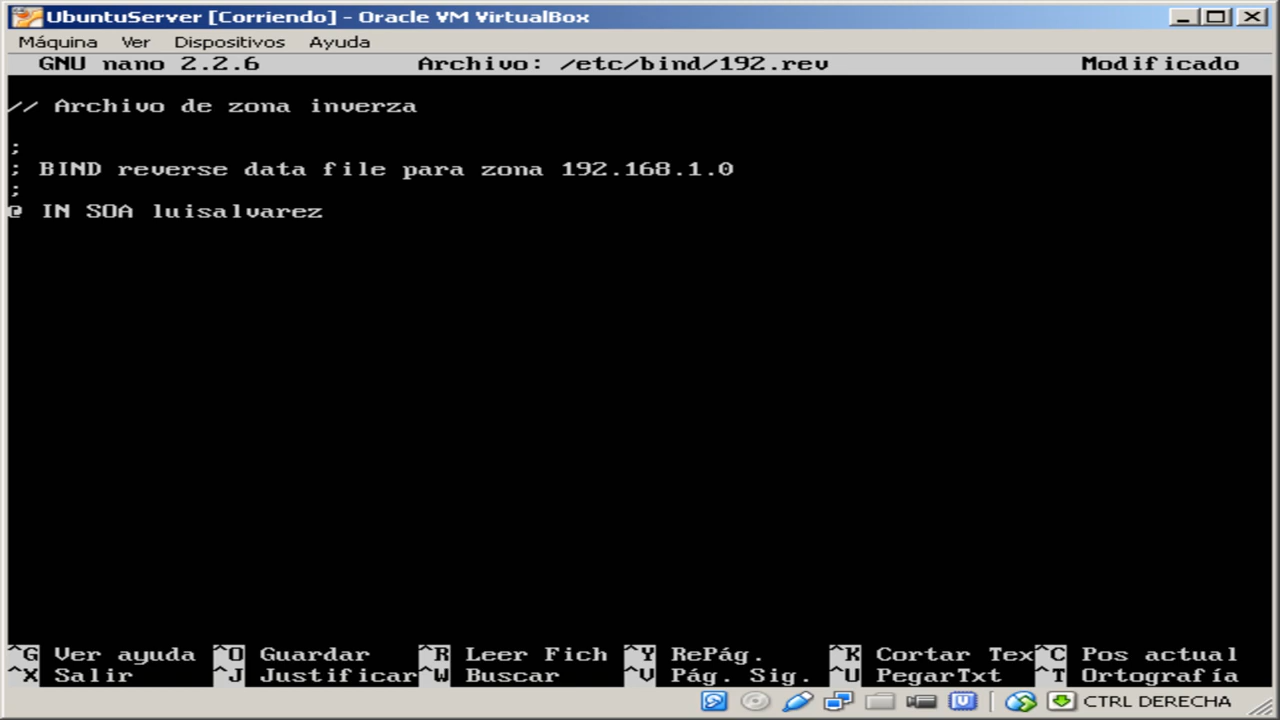 UbuntuServer [Corriendo] - Oracle VM VirtualBox
Máquina Ver Dispositivos Ayuda
GNU nano 2.2.6 Archivo: /etc/bind/192.rev Modificado
// Archivo de zona inverza
;
; BIND reverse data file para zona 192.168.1.0
;
@ IN SOA luisalvarez
^G Ver ayuda ^O Guardar ^R Leer Fich ^Y RePág. ^K Cortar Tex ^C Pos actual
^X Salir ^J Justificar ^W Buscar ^V Pág. Sig. ^U PegarTxt ^T Ortografía
CTRL DERECHA